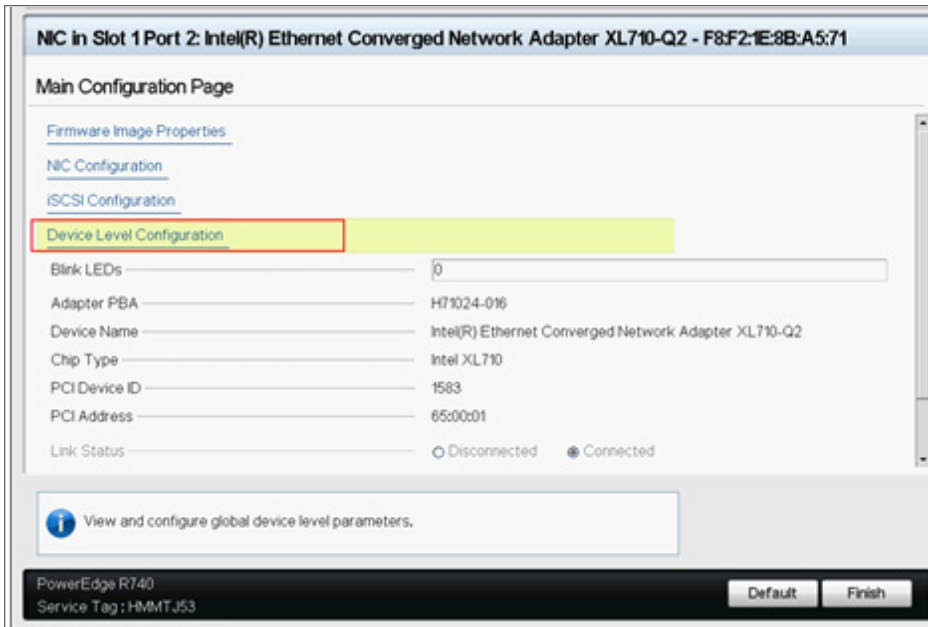 NIC in Slot 1 Port 2: Intel(R) Ethernet Converged Network Adapter XL710-Q2 - F8:F2:1E:8B:A5:71
Main Configuration Page
Firmware Image Properties
NIC Configuration
iSCSI Configuration
Device Level Configuration
Blink LEDs 0
Adapter PBA H71024-016
Device Name Intel(R) Ethernet Converged Network Adapter XL710-Q2
Chip Type Intel XL710
PCI Device ID 1583
PCI Address 65:00:01
Link Status Disconnected Connected
View and configure global device level parameters.
PowerEdge R740
Service Tag : HMMTJ53
Default Finish